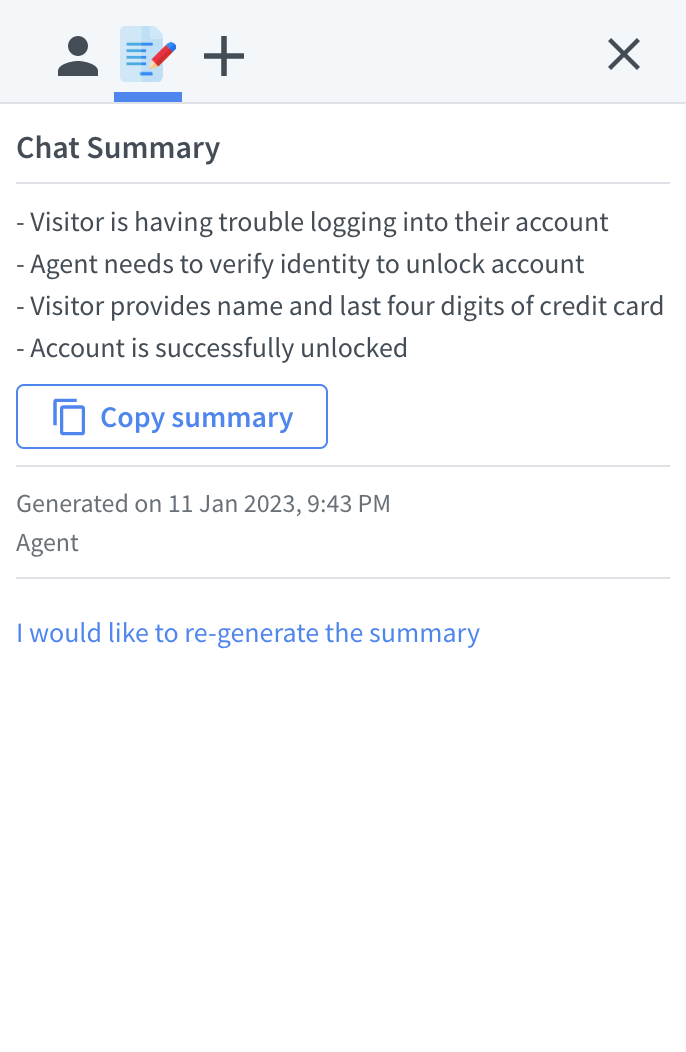 Chat Summary
- Visitor is having trouble logging into their account
- Agent needs to verify identity to unlock account
- Visitor provides name and last four digits of credit card
- Account is successfully unlocked
Copy summary
Generated on 11 Jan 2023, 9:43 PM
Agent
I would like to re-generate the summary